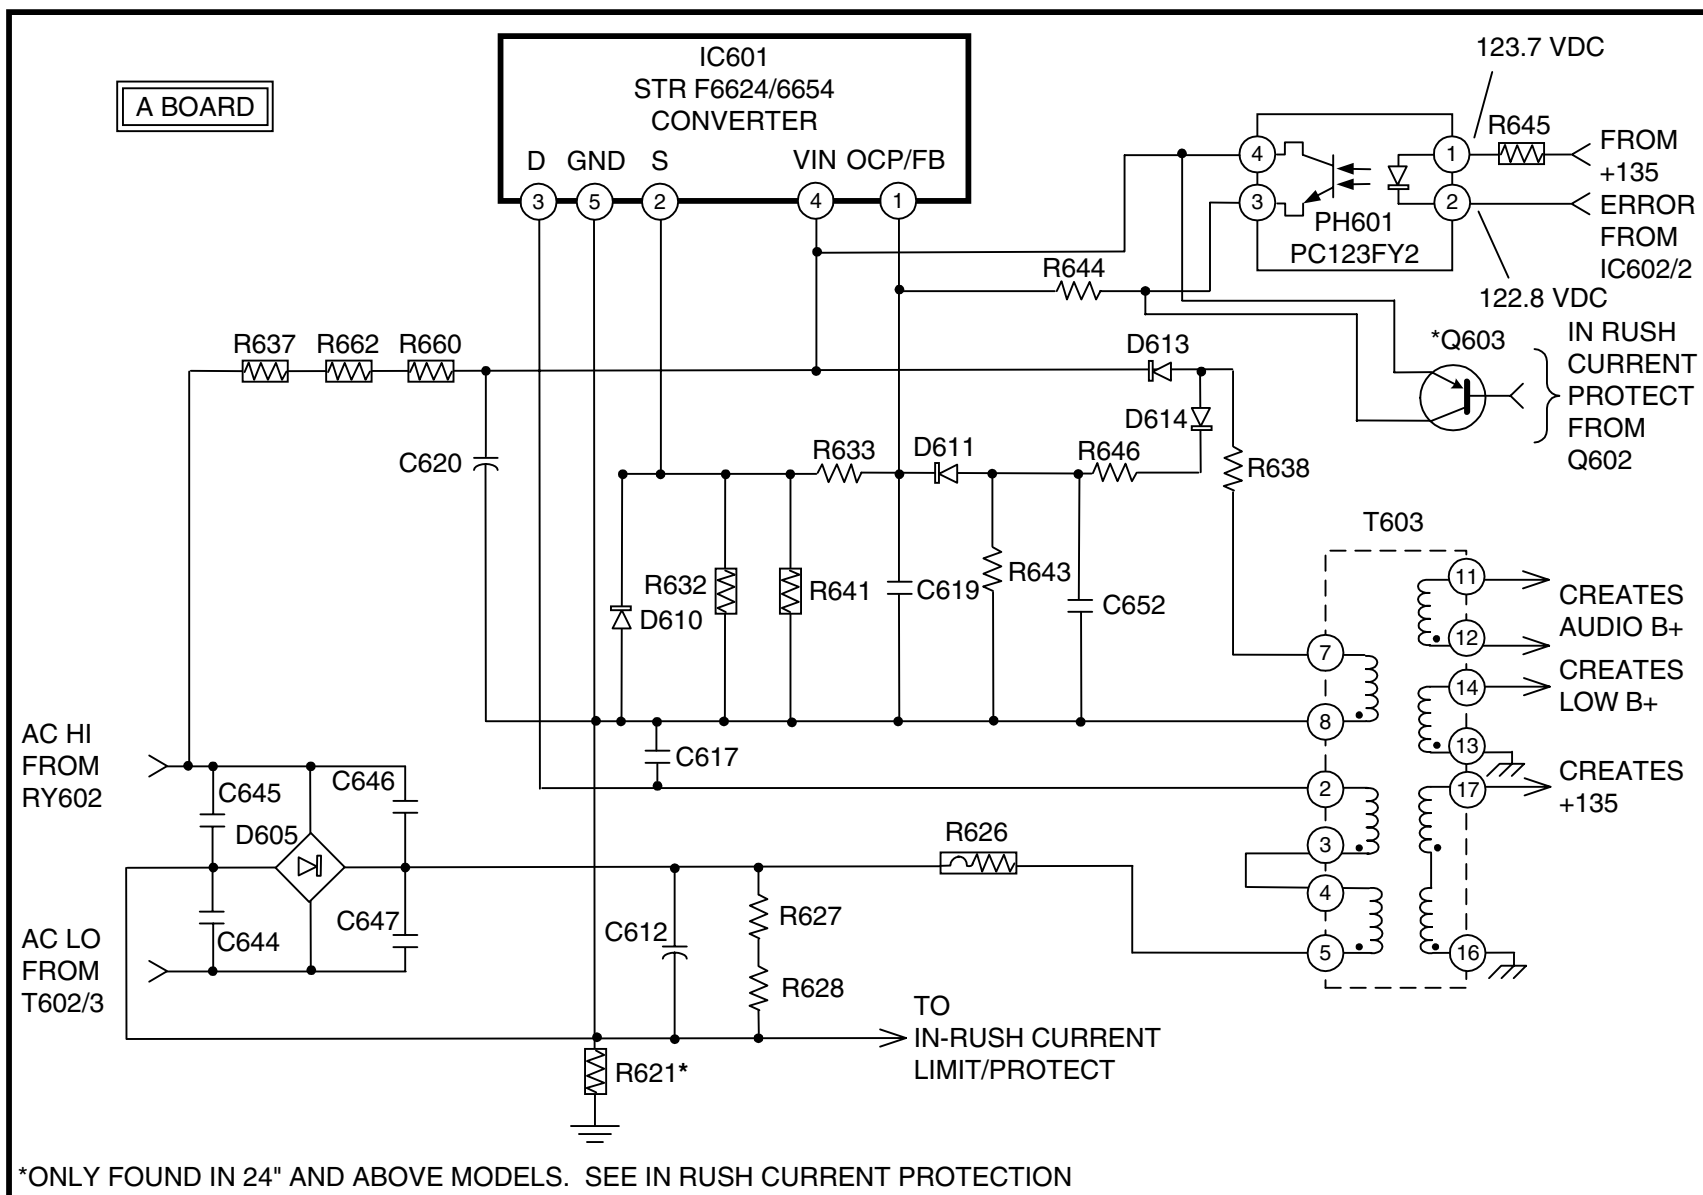 IC601
STR F6624/6654
CONVERTER
D GND S VIN OCP/FB
3 5 2 4 1
A BOARD
123.7 VDC
R645
FROM
+135
4 1
3 2
ERROR
FROM
IC602/2
PH601
PC123FY2
122.8 VDC
R644
*Q603
IN RUSH
CURRENT
PROTECT
FROM
Q602
R637 R662 R660
D613
D614
C620
R633 D611 R646
R638
R632
D610
R641
C619
R643
C652
T603
11
CREATES
AUDIO B+
12
7
14
CREATES
LOW B+
8
13
C617
2
17
CREATES
+135
3
4
5
16
AC HI
FROM
RY602
C645 C646
D605
R626
C644
C647
C612
R627
R628
AC LO
FROM
T602/3
TO
IN-RUSH CURRENT
LIMIT/PROTECT
R621*
*ONLY FOUND IN 24" AND ABOVE MODELS. SEE IN RUSH CURRENT PROTECTION